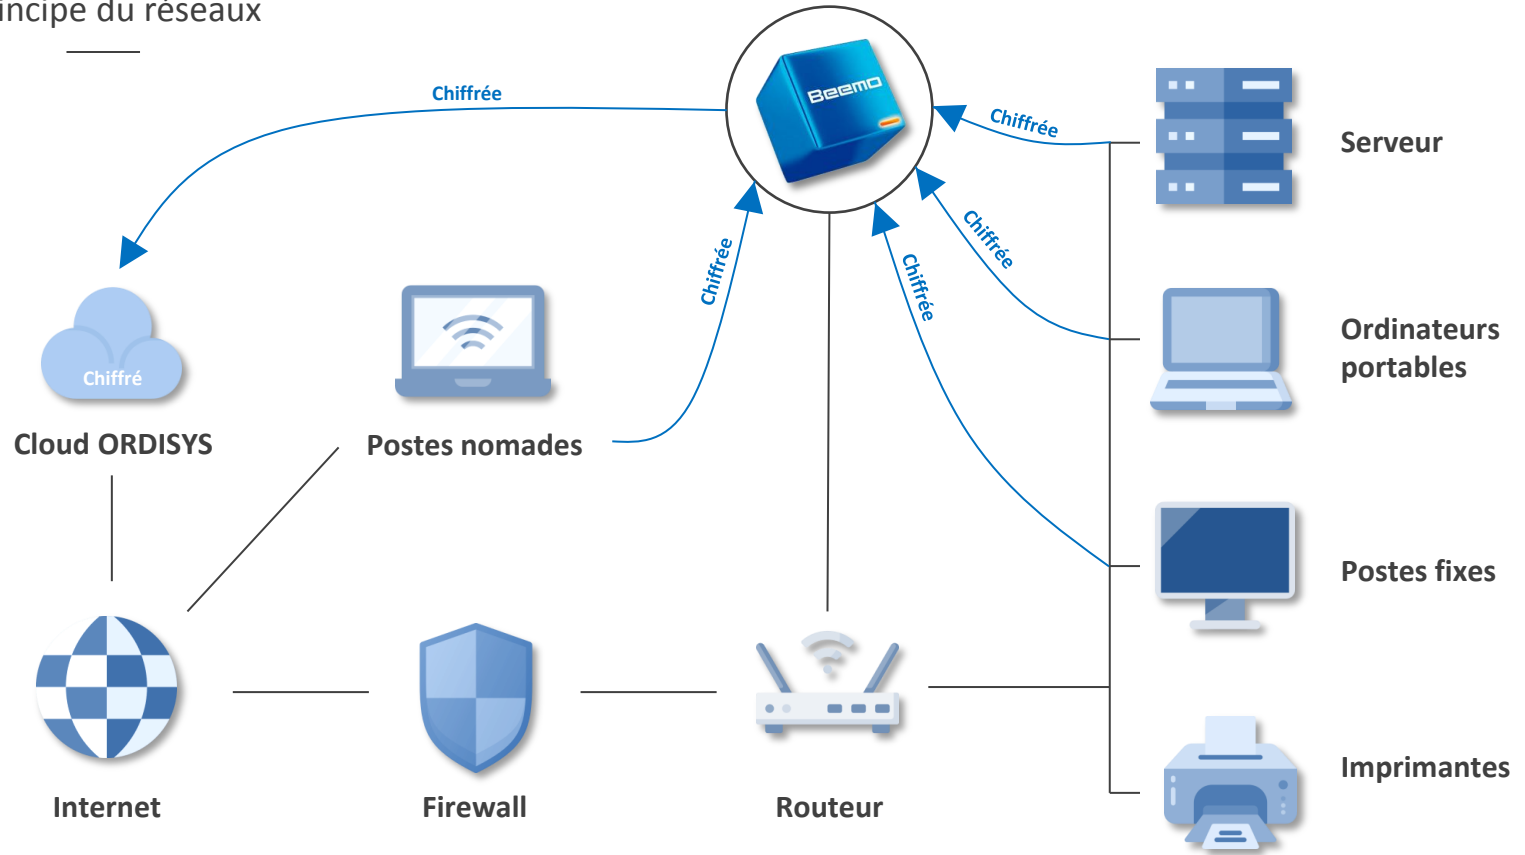 incipe du réseaux
Chiffrée
Beemo
Chiffrée
Serveur
Chiffrée
Chiffrée
Chiffrée
Ordinateurs
portables
Chiffré
Cloud ORDISYS
Postes nomades
Postes fixes
Imprimantes
Internet
Firewall
Routeur